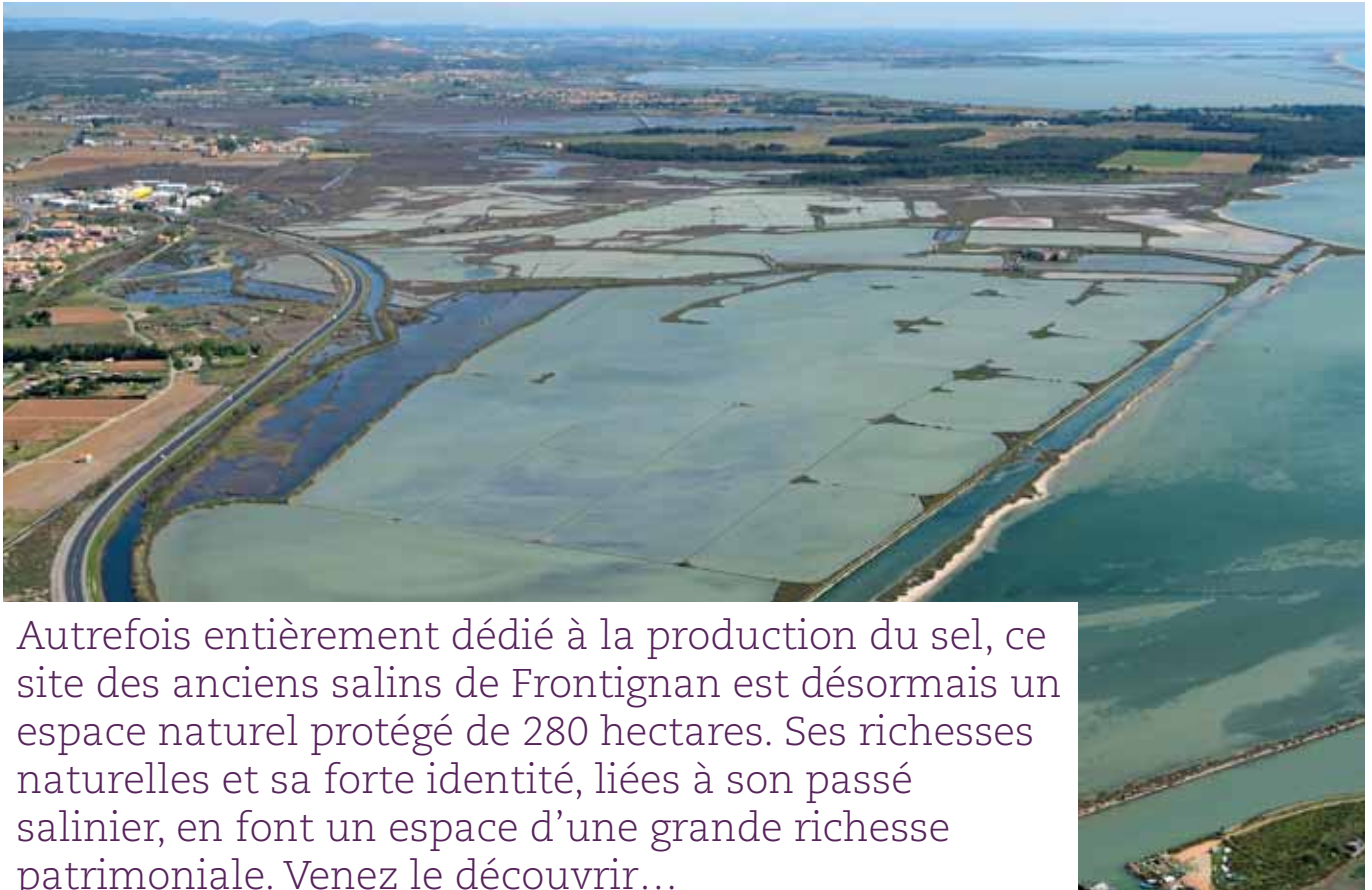 Autrefois entièrement dédié à la production du sel, ce
site des anciens salins de Frontignan est désormais un
espace naturel protégé de 280 hectares. Ses richesses
naturelles et sa forte identité, liées à son passé
salinier, en font un espace d’une grande richesse
patrimoniale. Venez le découvrir…